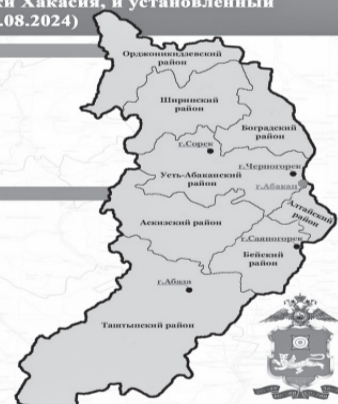 ки Хакасия, и установленный
.08.2024)
Орджоникидзевский
район
Ширинский
район
Боградский
район
г.Сорск
г.Черногорск
Усть-Абаканский
район
г.Абакан
Алтайский
район
Аскизский район
г.Саяногорск
Бейский
район
г.Абаза
Таштыпский район